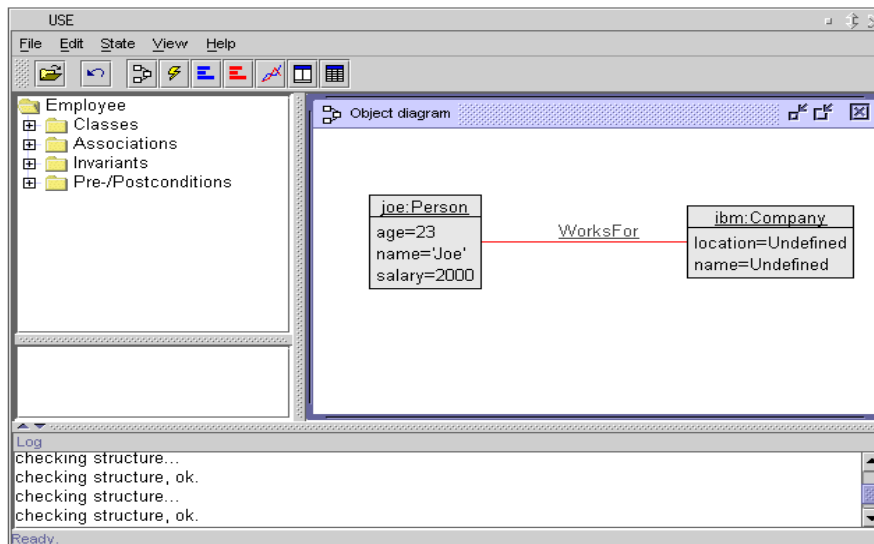 USE
File Edit State View Help
Employee
Classes
Associations
Invariants
Pre-/Postconditions
Object diagram
joe:Person
age=23
name='Joe'
salary=2000
WorksFor
ibm:Company
location=Undefined
name=Undefined
Log
checking structure...
checking structure, ok.
checking structure...
checking structure, ok.
Ready.